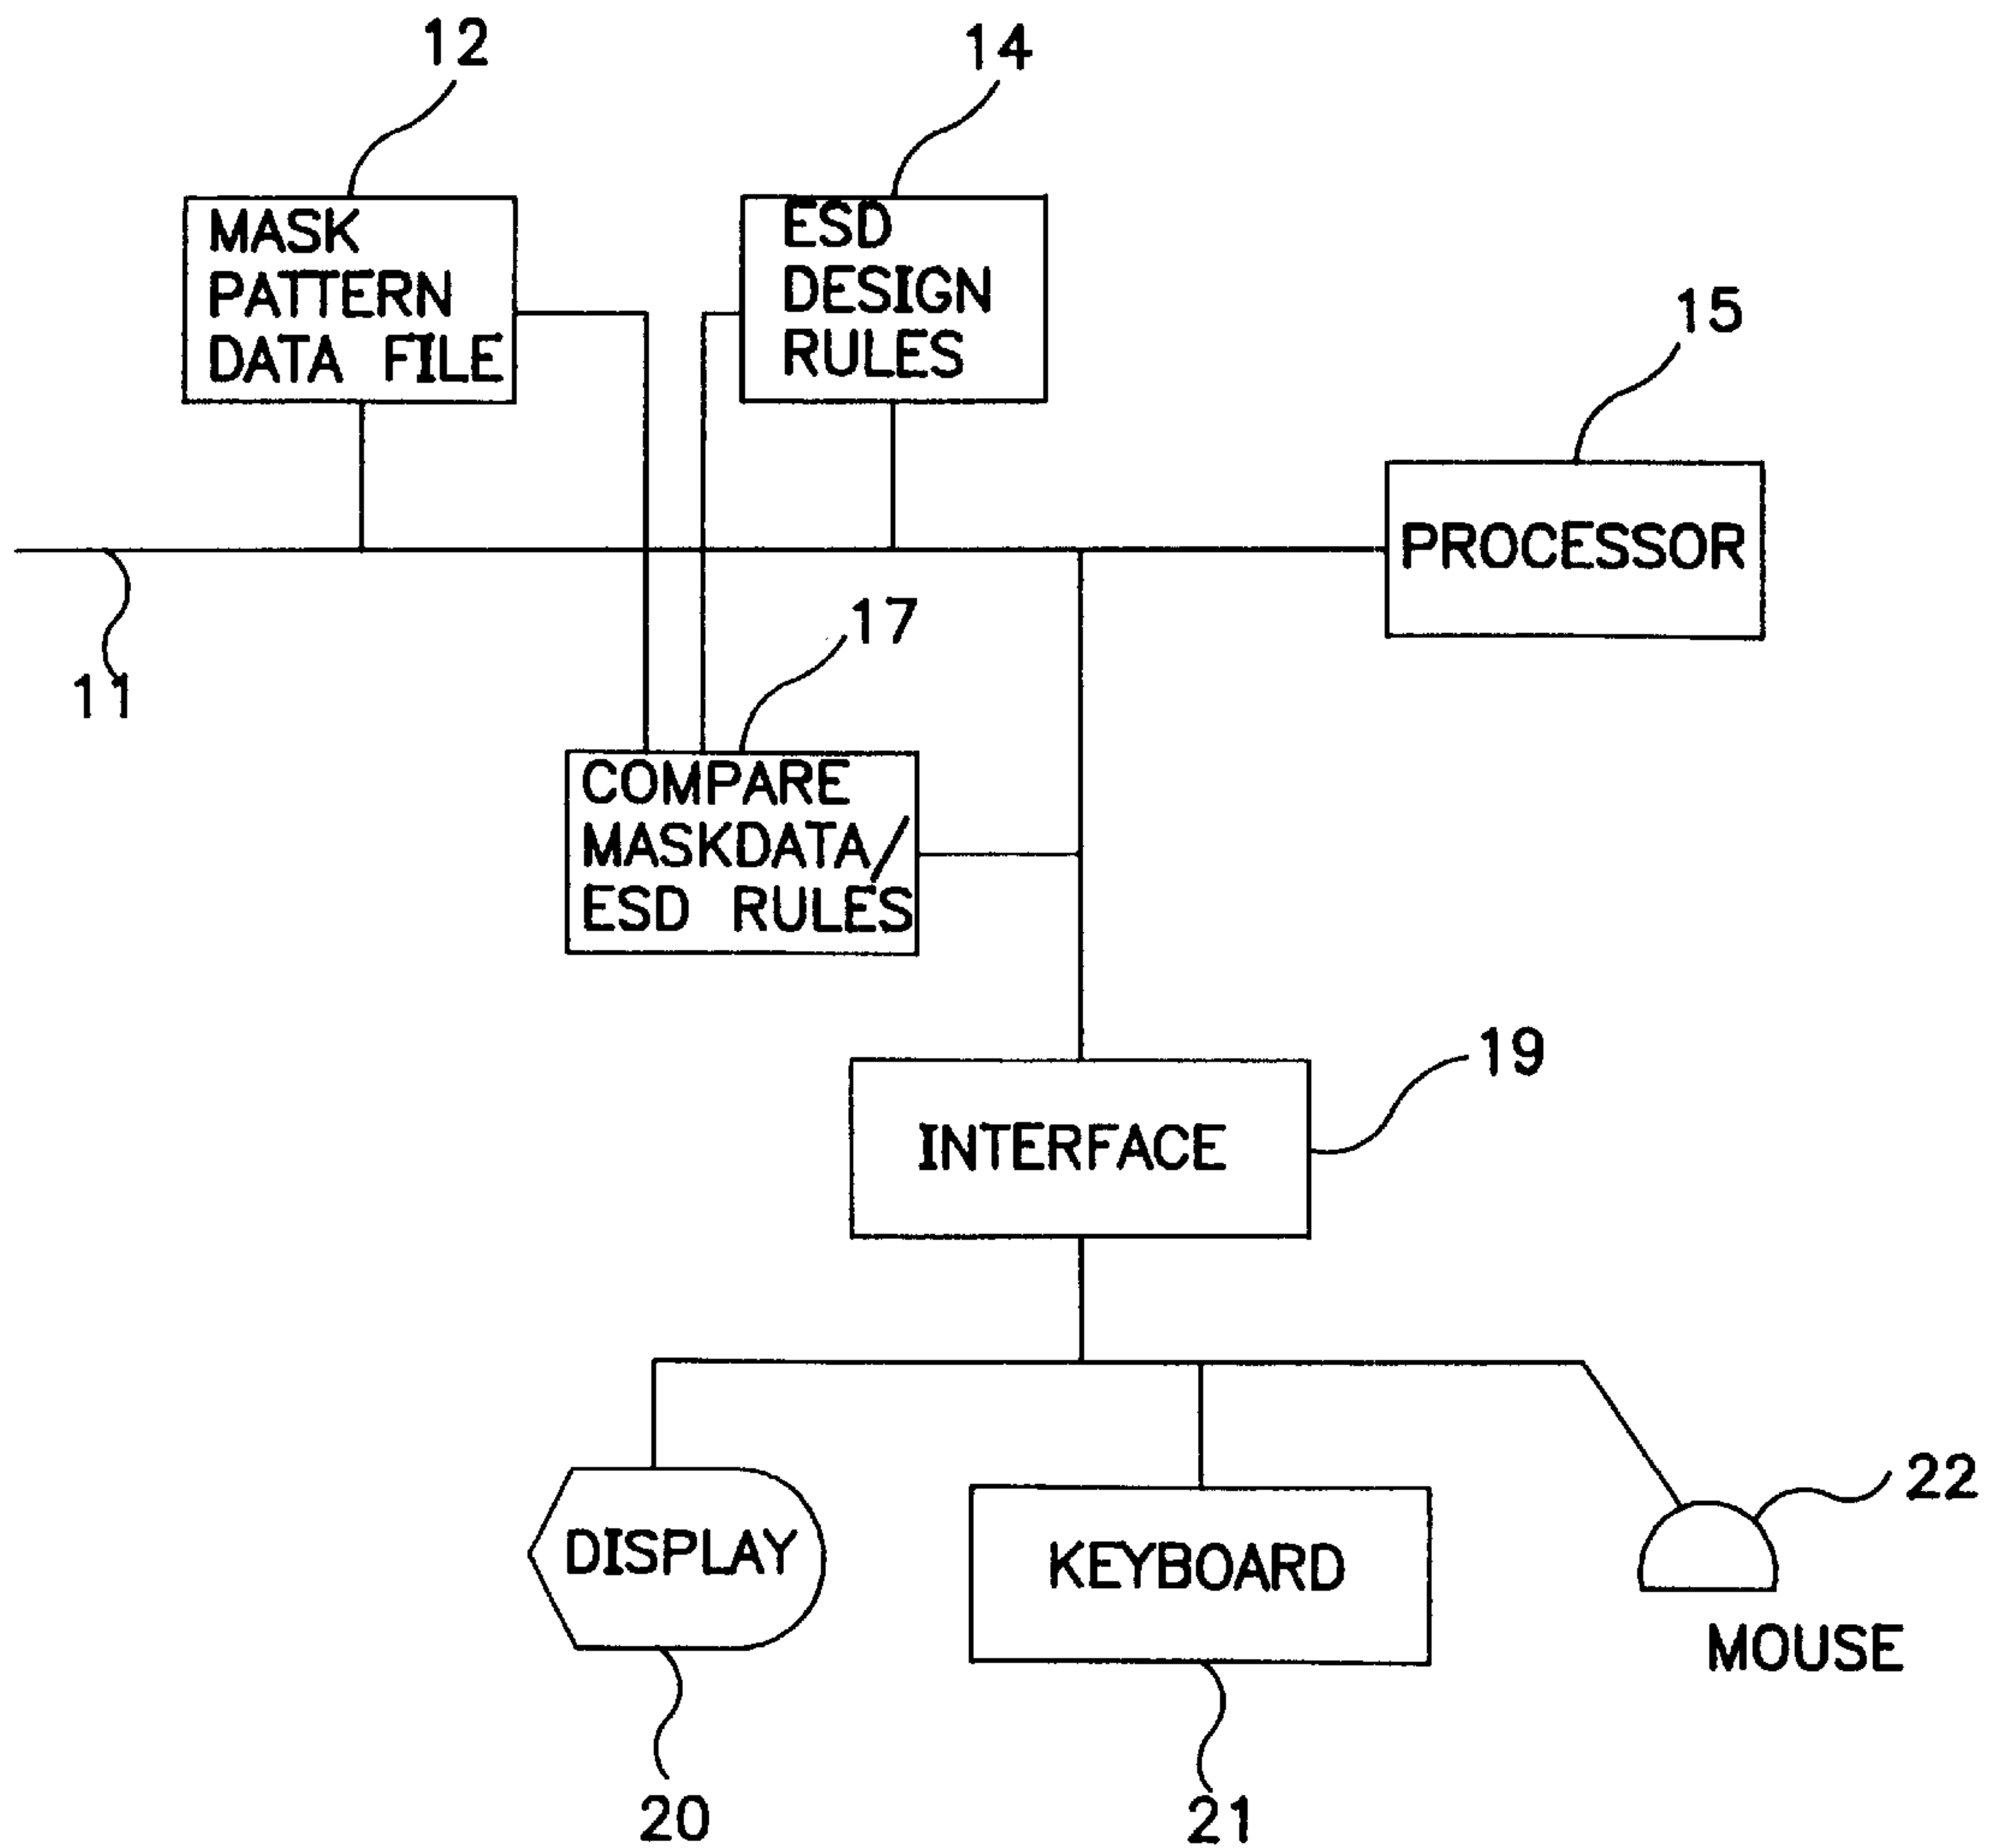 12
14
MASK
PATTERN
DATA FILE
ESD
DESIGN
RULES
15
PROCESSOR
11
17
COMPARE
MASKDATA/
ESD RULES
19
INTERFACE
DISPLAY
KEYBOARD
22
MOUSE
20
21